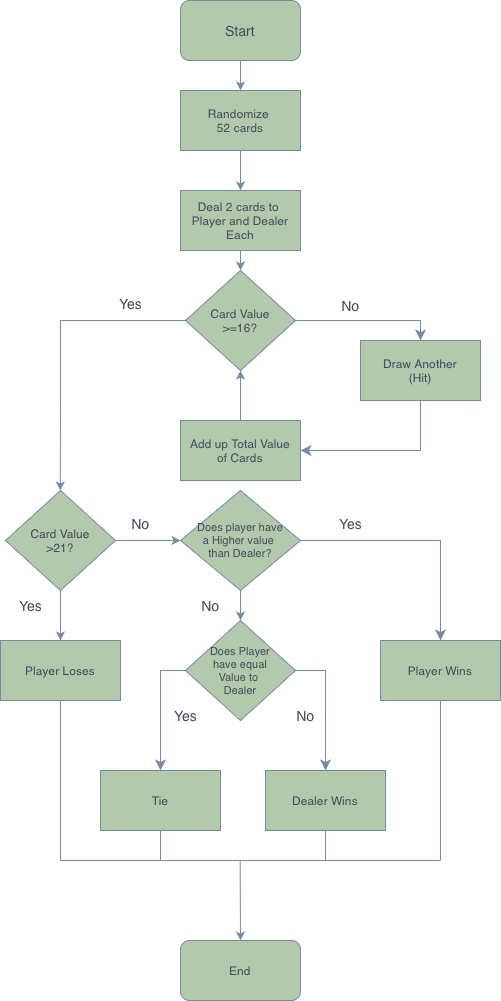 Start
Randomize
52 cards
Deal 2 cards to
Player and Dealer
Each
Yes
Card Value
>=16?
No
Draw Another
(Hit)
Add up Total Value
of Cards
Card Value
>21?
No
Does player have
a Higher value
than Dealer?
Yes
Yes
No
Player Loses
Does Player
have equal
Value to
Dealer
Player Wins
Yes
No
Tie
Dealer Wins
End